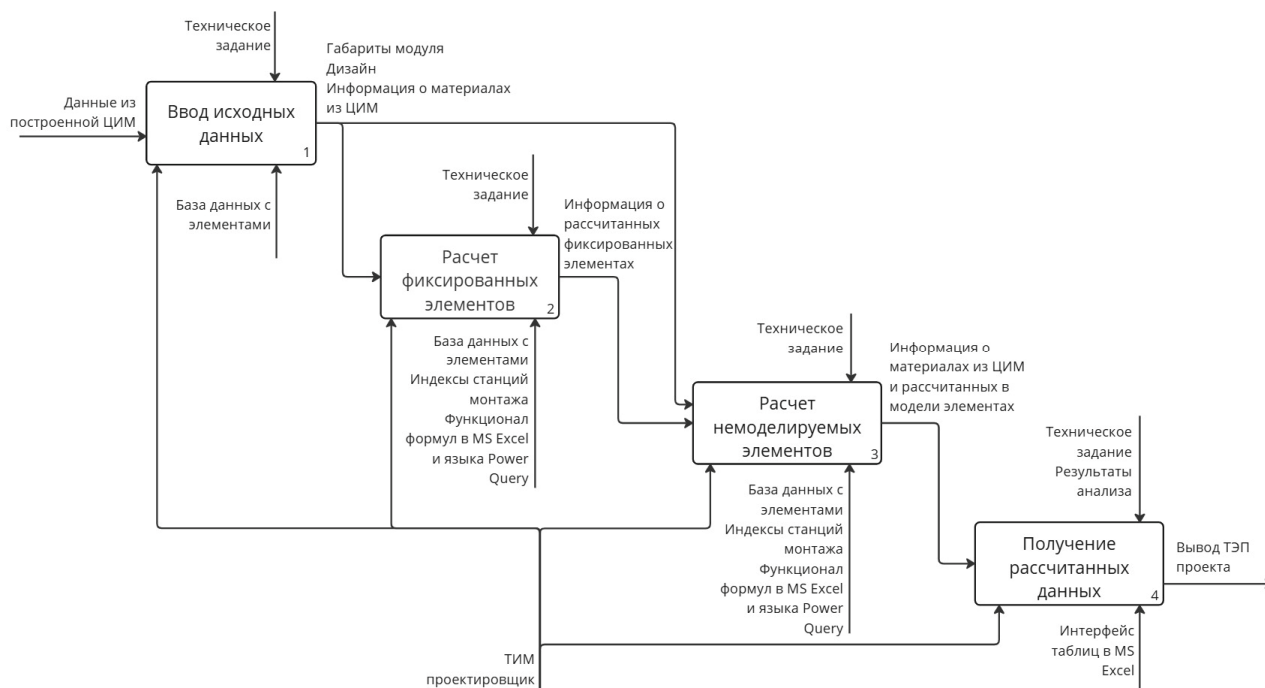 Техническое
задание
Габариты модуля
Дизайн
Информация о материалах
из ЦИМ
Данные из
построенной ЦИМ
Ввод исходных
данных
1
База данных с
элементами
Техническое
задание
Информация о
рассчитанных
фиксированных
элементах
Расчет
фиксированных
элементов
2
База данных с
элементами
Индексы станций
монтажа
Функционал
формул в MS Excel
и языка Power
Query
Техническое
задание
Информация о
материалах из ЦИМ
и рассчитанных в
модели элементах
Расчет
немоделируемых
элементов
3
База данных с
элементами
Индексы станций
монтажа
Функционал
формул в MS Excel
и языка Power
Query
Техническое
задание
Результаты
анализа
Получение
рассчитанных
данных
4
Вывод ТЭП
проекта
Интерфейс
таблиц в MS
Excel
ТИМ
проектировщик